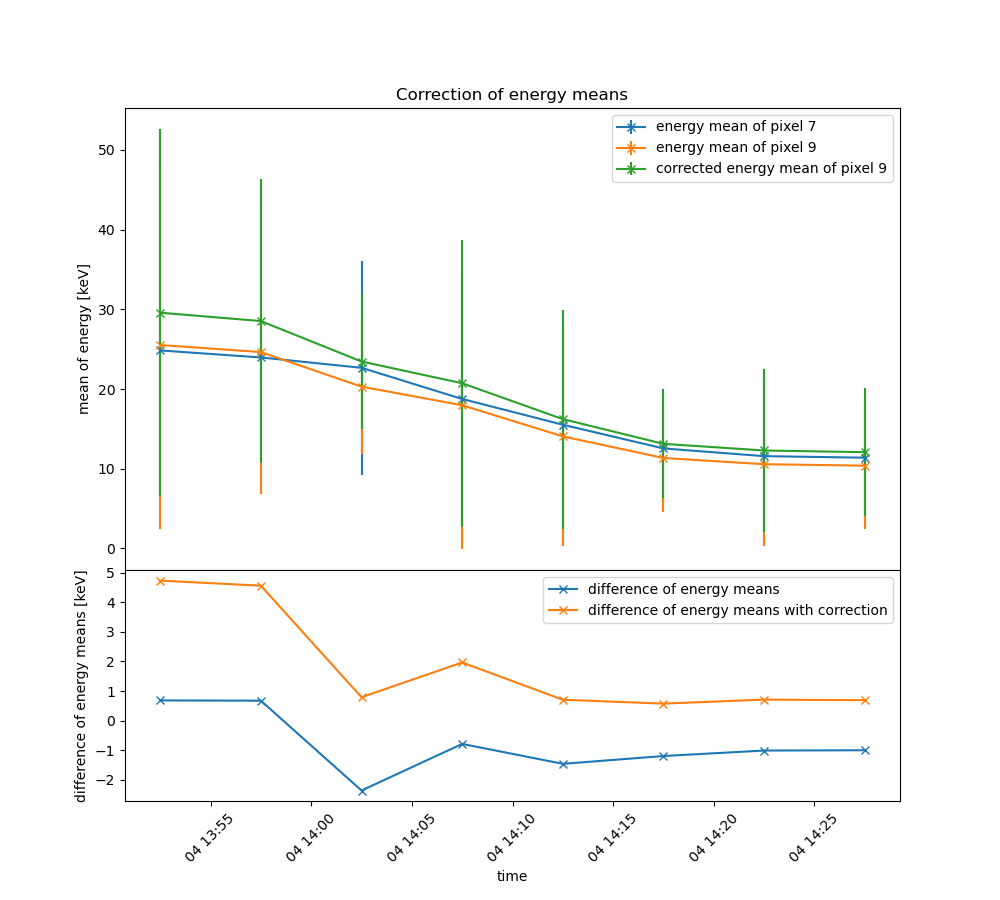 Correction of energy means
energy mean of pixel 7
energy mean of pixel 9
corrected energy mean of pixel 9
mean of energy [keV]
50
40
30
20
10
0
difference of energy means
difference of energy means with correction
difference of energy means [keV]
5
4
3
2
1
0
−1
−2
04 13:55
04 14:00
04 14:05
04 14:10
04 14:15
04 14:20
04 14:25
time